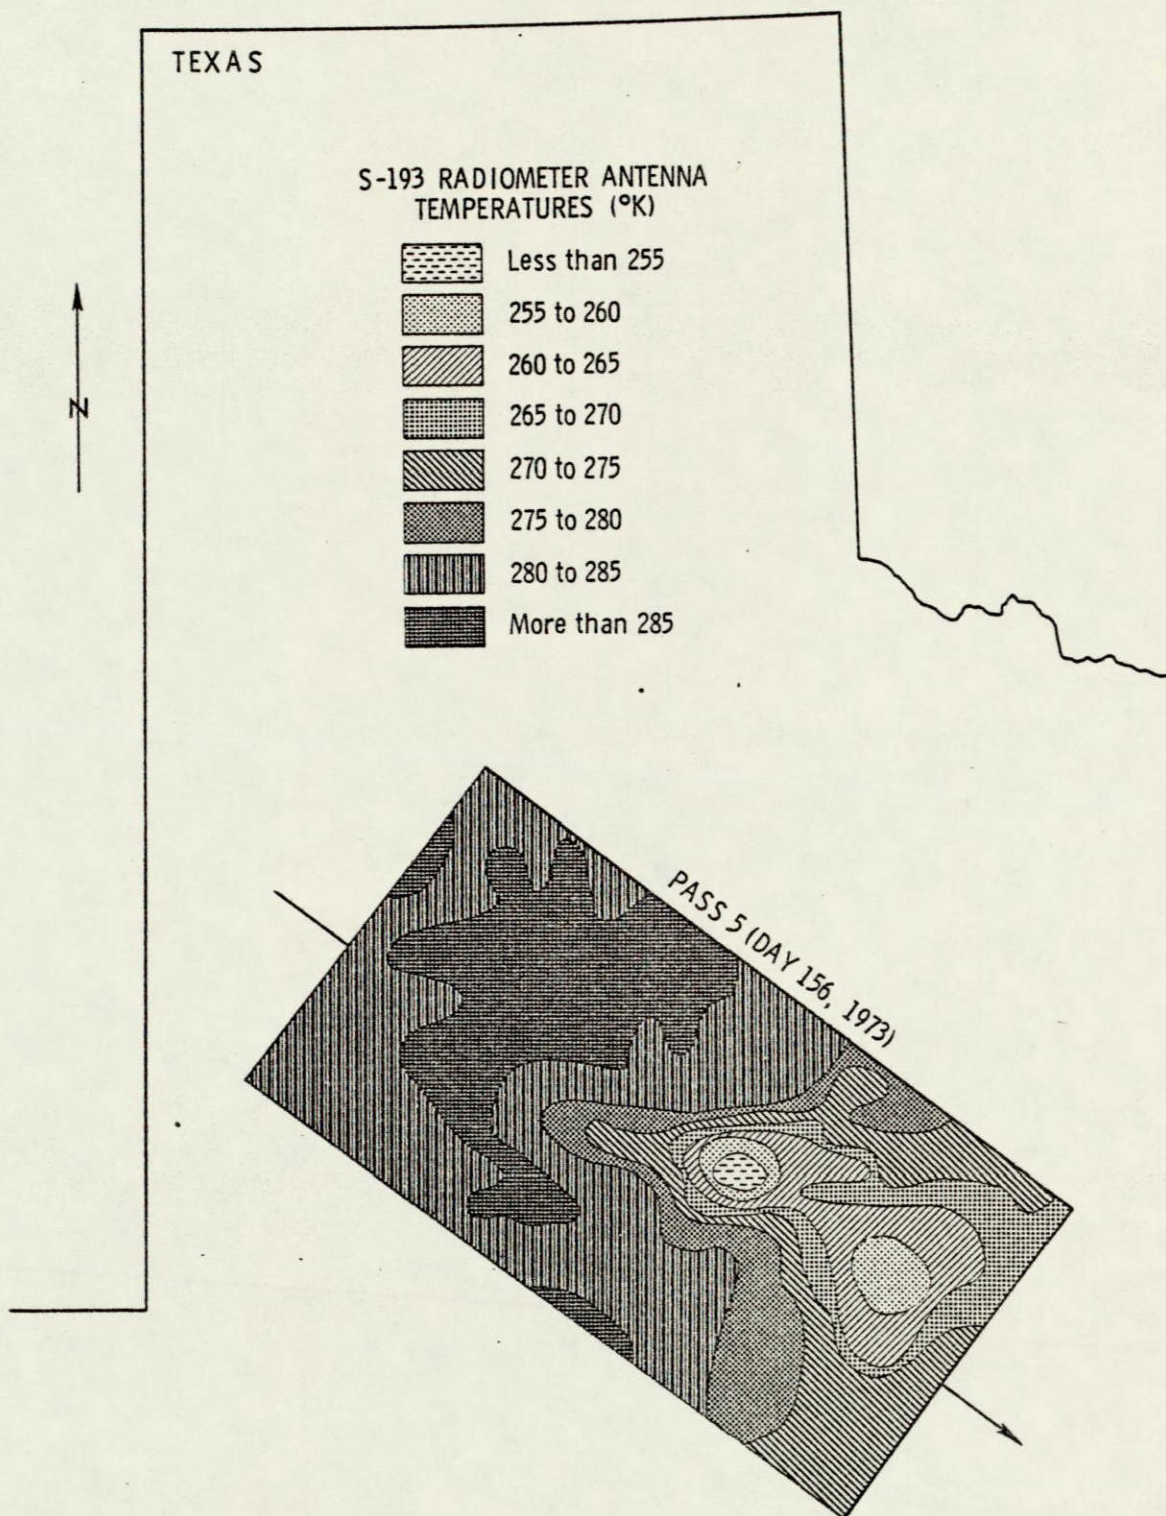 TEXAS
S-193 RADIOMETER ANTENNA
TEMPERATURES (°K)
Less than 255
255 to 260
260 to 265
265 to 270
270 to 275
275 to 280
280 to 285
More than 285
N
PASS 5 (DAY 156, 1973)